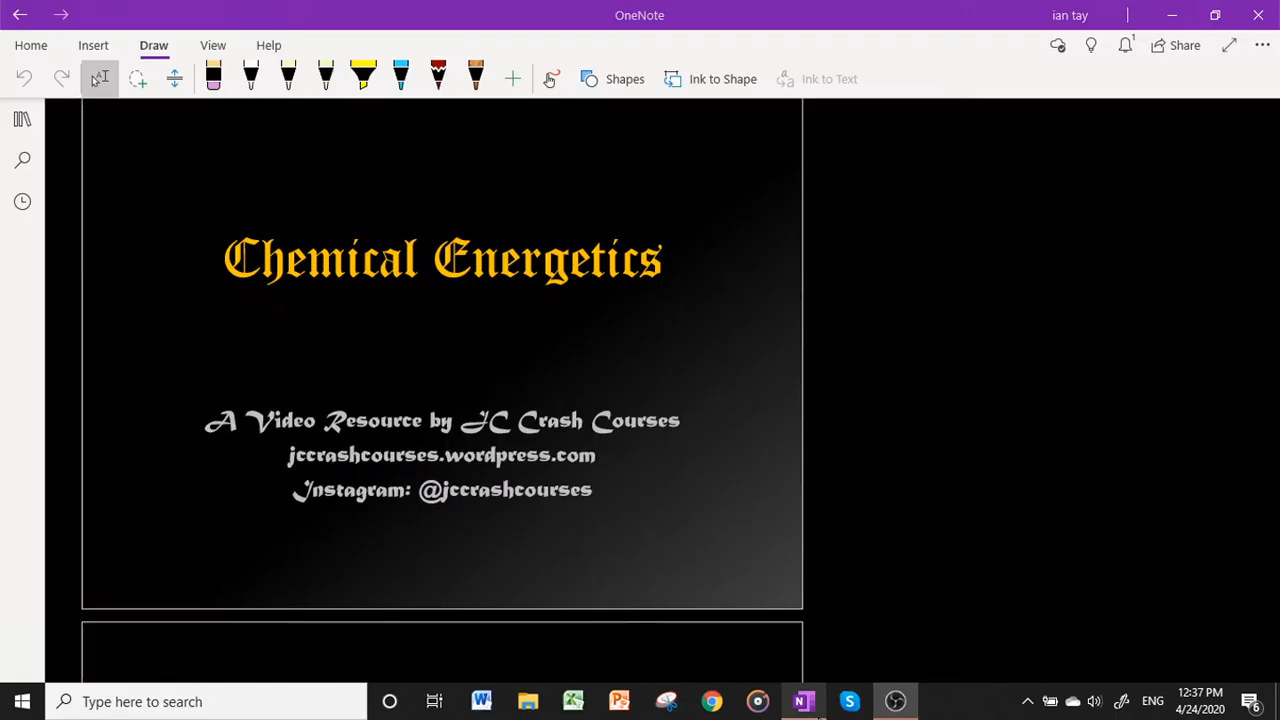 OneNote
ian tay
Home Insert Draw View Help
Share
Shapes
Ink to Shape
Ink to Text
Chemical Energetics
A Video Resource by JC Crash Courses
jccrashcourses.wordpress.com
Instagram: @jccrashcourses
Type here to search
ENG
12:37 PM
4/24/2020
6